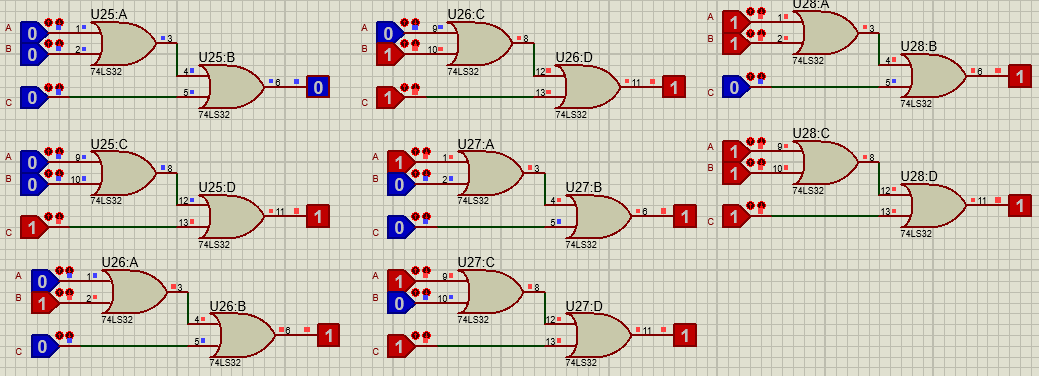 U25:A
A 0 1 3
B 0 2
U25:B
4 6 0
C 0 5
74LS32
74LS32
U26:C
A 0 9 8
B 1 10
U26:D
12 11 1
C 1 13
74LS32
74LS32
U28:A
A 1 1 3
B 1 2
U28:B
4 6 1
C 0 5
74LS32
74LS32
U25:C
A 0 9 8
B 0 10
U25:D
12 11 1
C 1 13
74LS32
74LS32
U27:A
A 1 1 3
B 0 2
U27:B
4 6 1
C 0 5
74LS32
74LS32
U28:C
A 1 9 8
B 1 10
U28:D
12 11 1
C 1 13
74LS32
74LS32
U26:A
A 0 1 3
B 1 2
U26:B
4 6 1
C 0 5
74LS32
74LS32
U27:C
A 1 9 8
B 0 10
U27:D
12 11 1
C 1 13
74LS32
74LS32